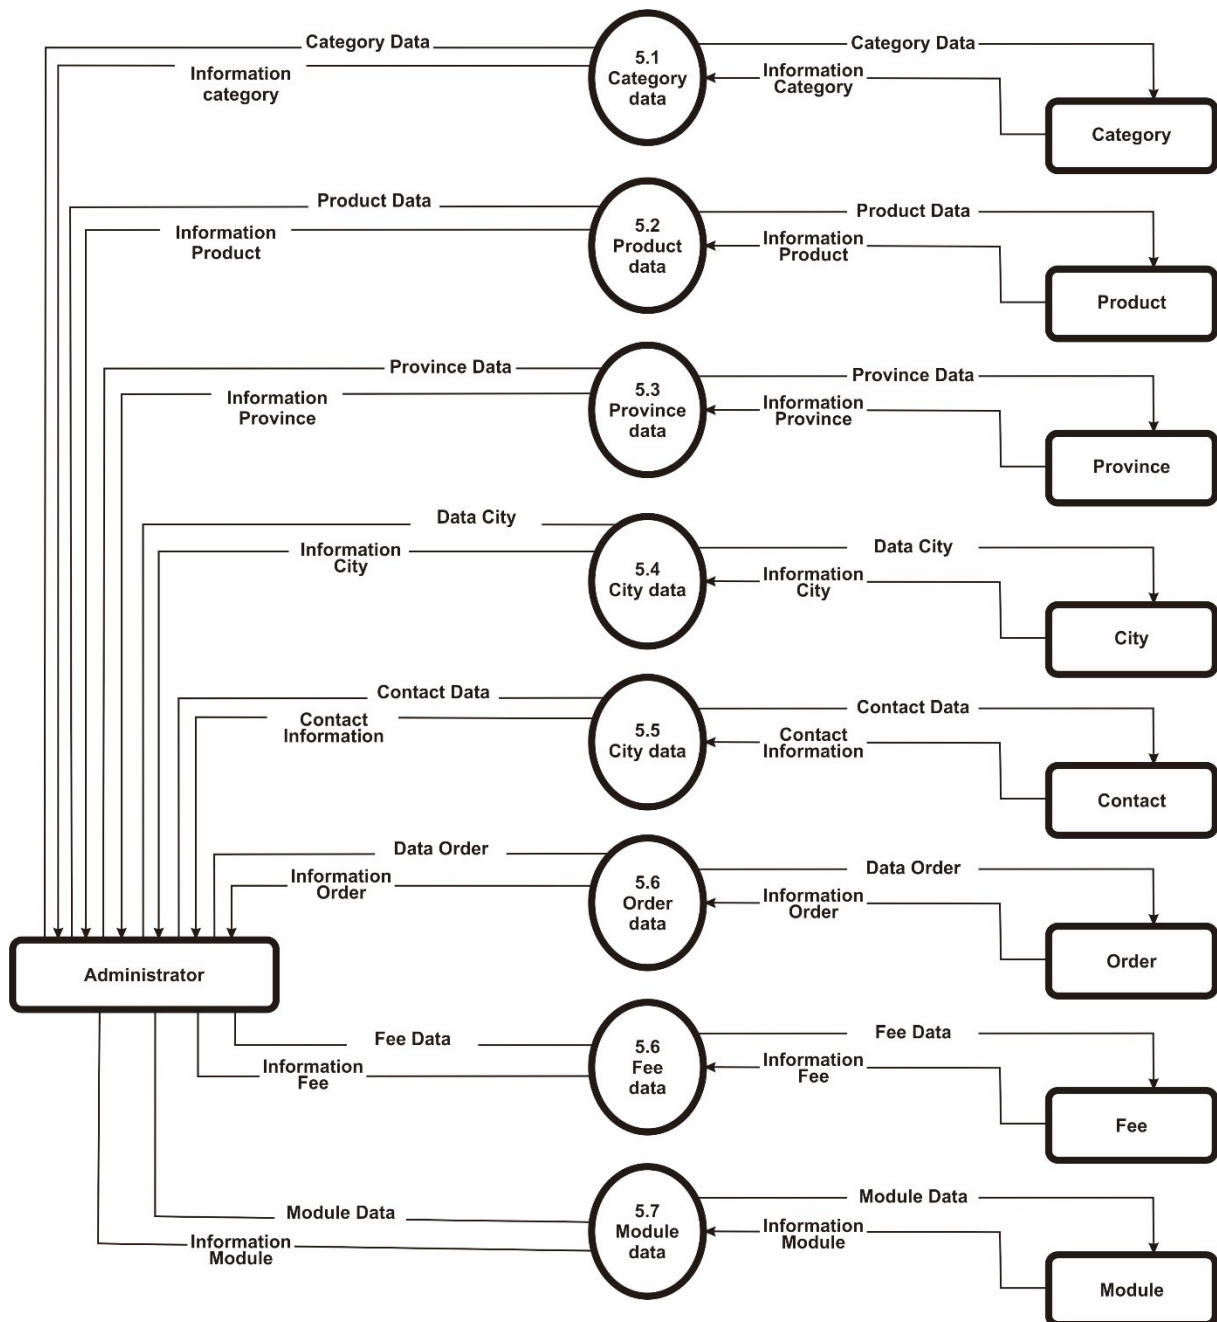 Category Data
Information
category
5.1
Category
data
Category Data
Information
Category
Category
Product Data
Information
Product
5.2
Product
data
Product Data
Information
Product
Product
Province Data
Information
Province
5.3
Province
data
Province Data
Information
Province
Province
Data City
Information
City
5.4
City data
Data City
Information
City
City
Contact Data
Contact
Information
5.5
City data
Contact Data
Contact
Information
Contact
Data Order
Information
Order
5.6
Order
data
Data Order
Information
Order
Order
Administrator
Fee Data
Information
Fee
5.6
Fee
data
Fee Data
Information
Fee
Fee
Module Data
Information
Module
5.7
Module
data
Module Data
Information
Module
Module